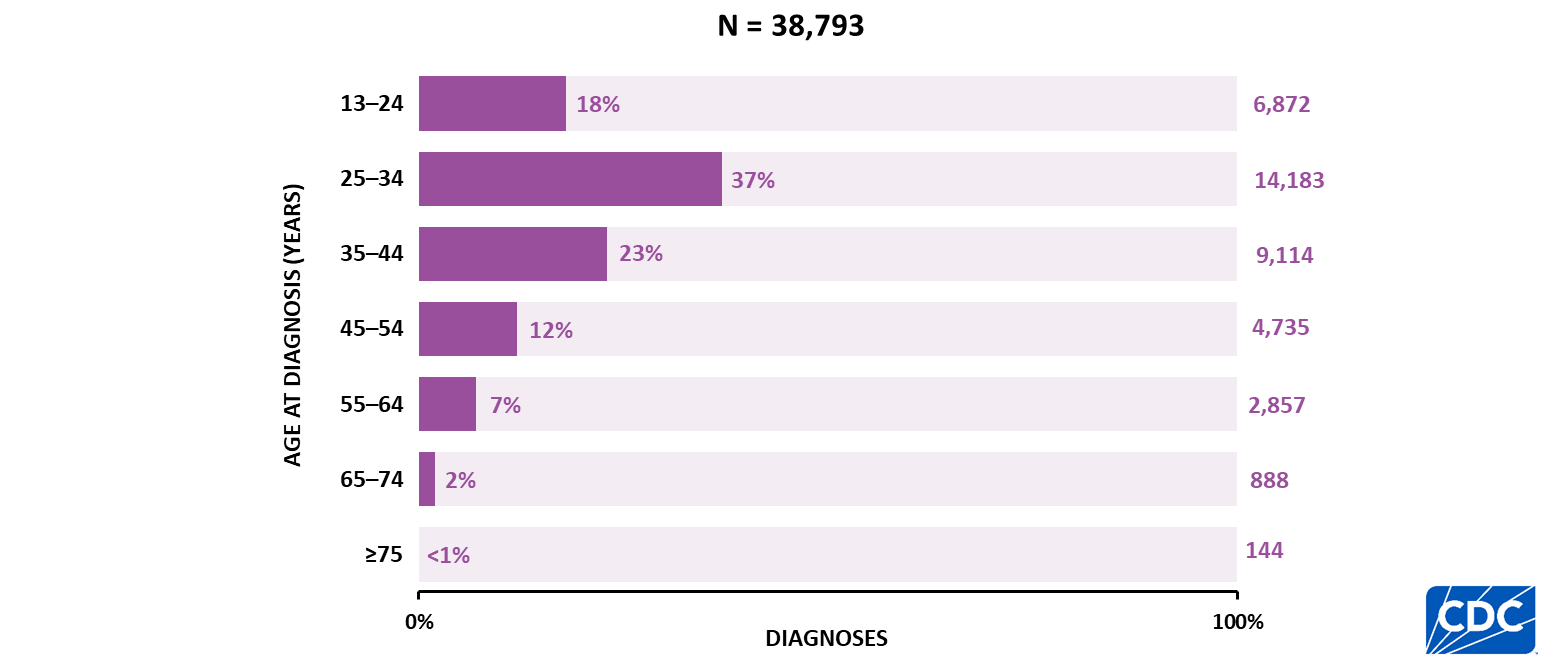 N = 38,793
AGE AT DIAGNOSIS (YEARS)
13–24 18% 6,872
25–34 37% 14,183
35–44 23% 9,114
45–54 12% 4,735
55–64 7% 2,857
65–74 2% 888
≥75 <1% 144
0% 100%
DIAGNOSES
CDC